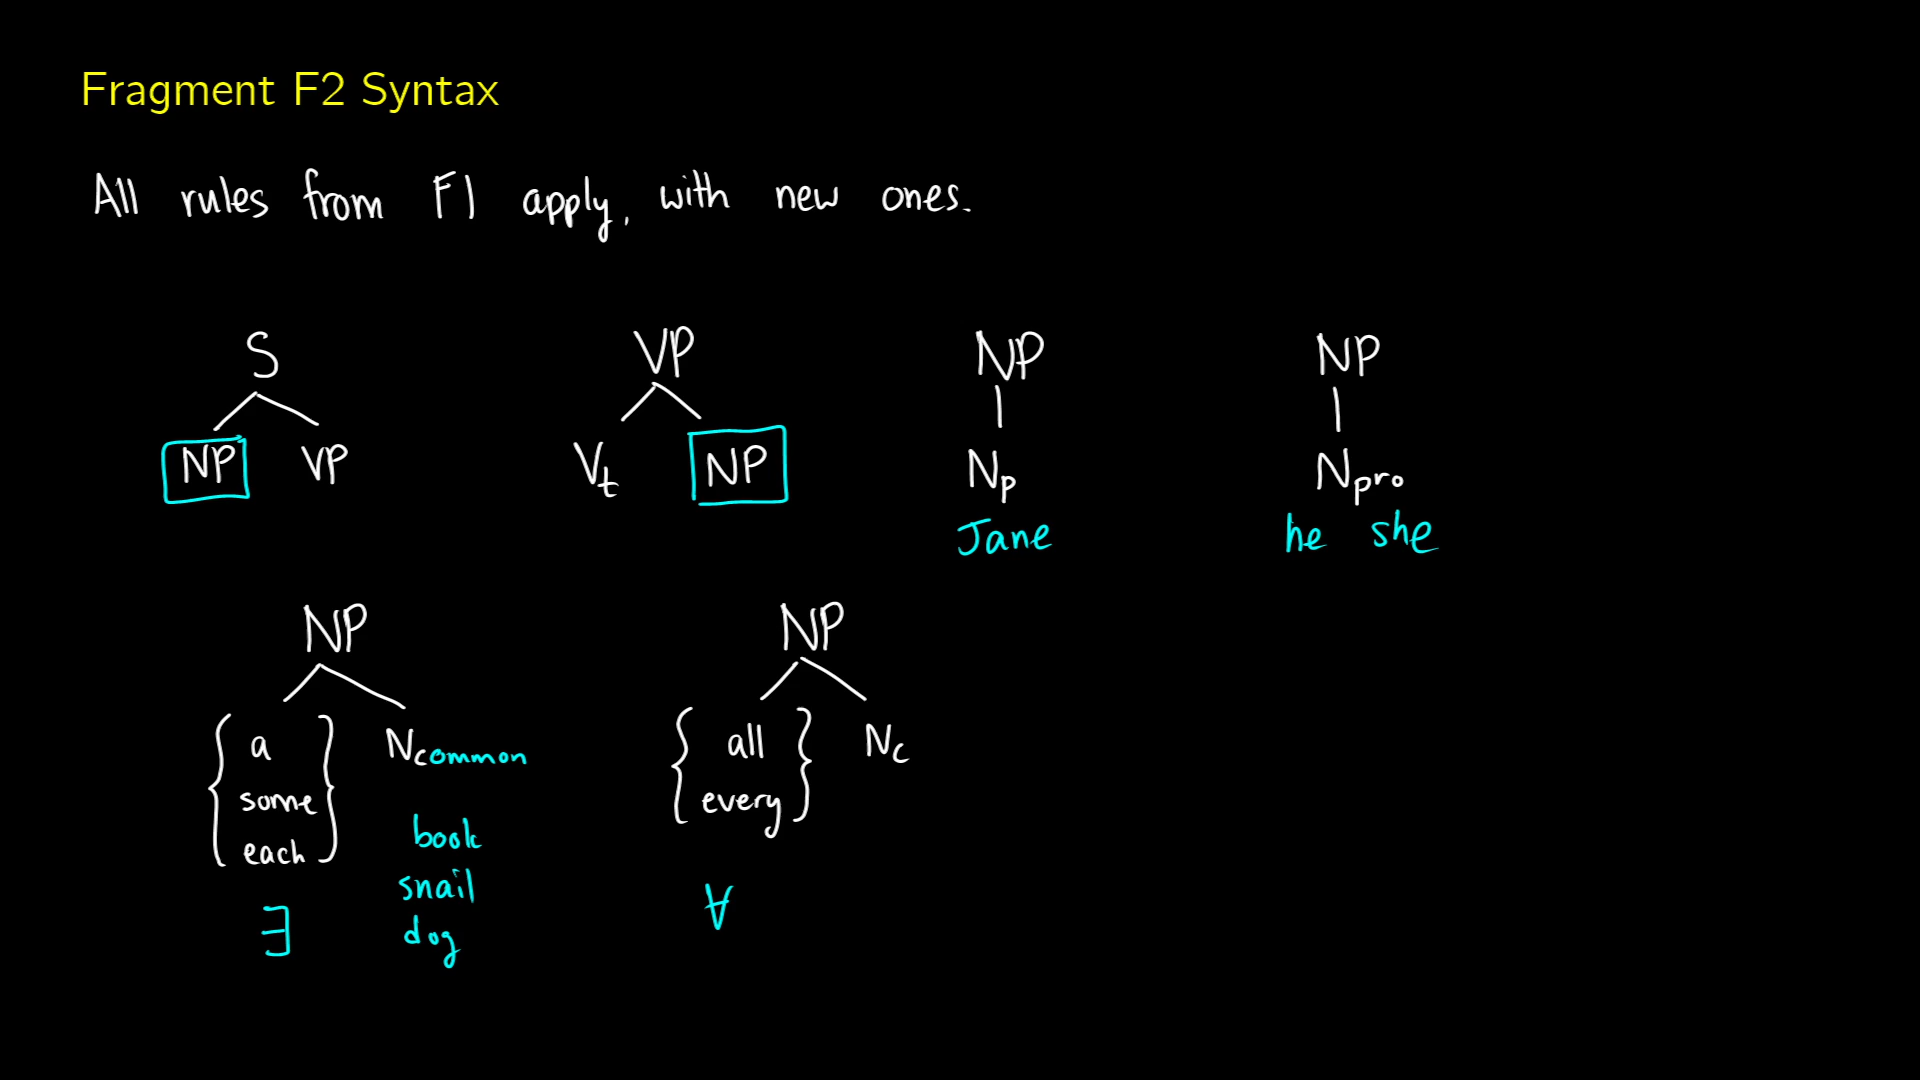 Fragment F2 Syntax
All rules from F1 apply, with new ones.
S VP NP NP
NP VP Vt NP Np Npro
Jane he she
NP NP
a Ncommon all Nc
some every
each
book
snail
dog
∃ ∀